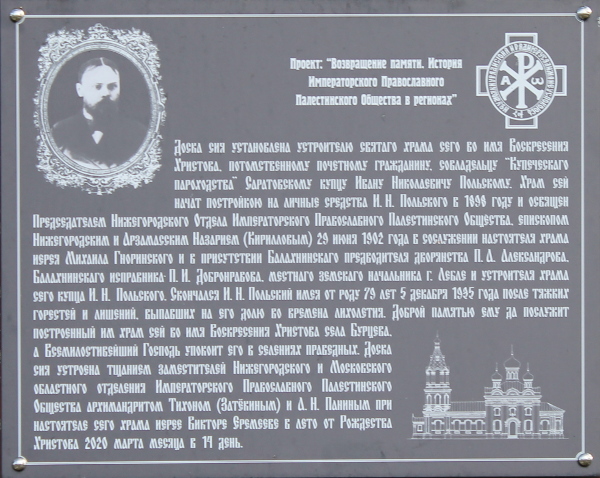 Проект: "Возвращение памяти. История
Императорского Православного
Палестинского Общества в регионах"
Доска сия установлена устроителю святаго храма сего во имя Воскресения
Христова, потомственному почетному гражданину, совладельцу "Купеческаго
пароходства" Саратовскому купцу Ивану Николаевичу Польскому. Храм сей
начат постройкою на личные средства И. Н. Польского в 1898 году и освящен
Председателем Нижегородского Отдела Императорского Православного Палестинского Общества, епископом
Нижегородским и Арзамасским Назарием (Кирилловым) 29 июня 1902 года в сослужении настоятеля храма
иерея Михаила Гиоринского и в присутствии Балахнинскаго предводителя дворянства П. А. Александрова,
Балахнинскаго исправника П. И. Добронравова, местнаго земскаго начальника г. Лебле и устроителя храма
сего купца И. Н. Польского. Скончался И. Н. Польский имея от роду 79 лет 5 декабря 1935 года после тяжких
горестей и лишений, выпавших на его долю во времена лихолетия. Доброй памятью ему да послужит
построенный им храм сей во имя Воскресения Христова села Бурцева,
а Всемилостивейший Господь упокоит его в селениях праведных. Доска
сия устроена тщанием заместителей Нижегородского и Московского
областного отделения Императорского Православного Палестинского
Общества архимандритом Тихоном (Затёкиным) и Д. Н. Паниным при
настоятеле сего храма иерее Викторе Еремееве в лето от Рождества
Христова 2020 марта месяца в 14 день.